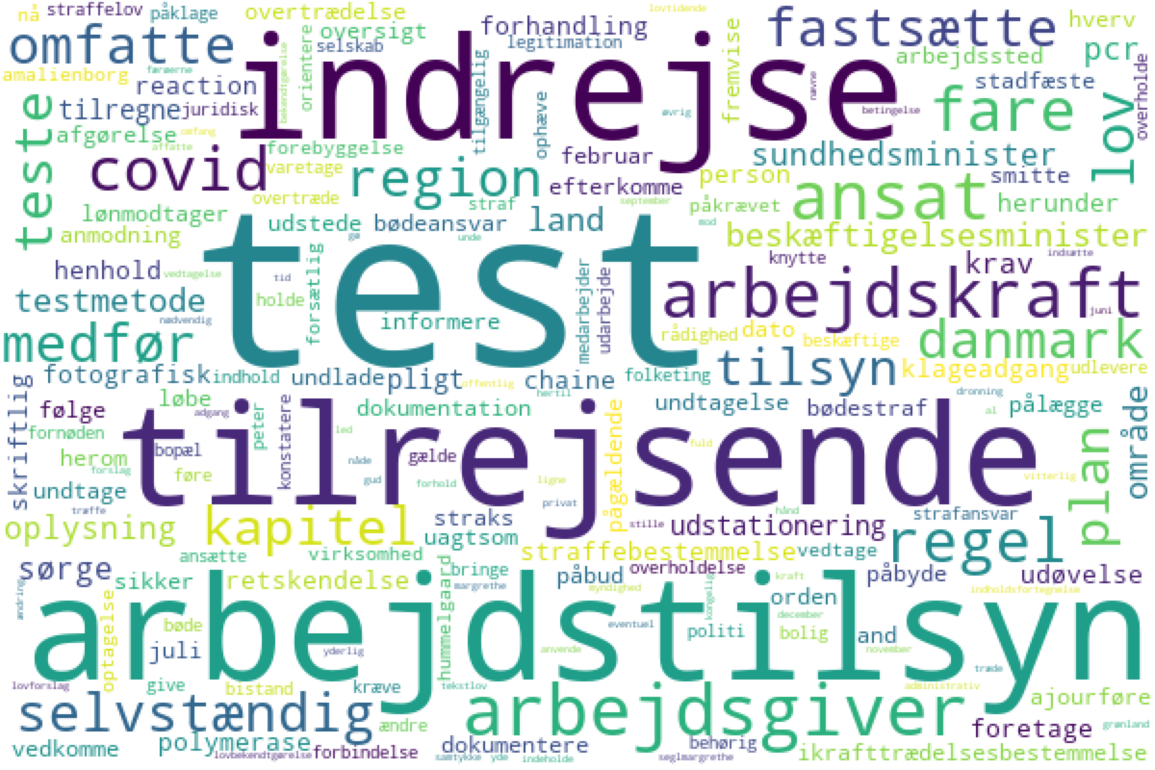 nå straffelov påklage overtrædelse forhandling fastsætte lovtidende hverv
omfatte færøerne selskab oversigt legitimation arbejdssted pcr
amalienborg reaction indrejse fremvise nævne stadfæste overholde
tilregne juridisk bekendtgørelse orientere tilgængelig ophæve øvrig betingelse fare lov
teste afgørelse omfang affatte forebyggelse februar sundhedsminister
covid varetage region efterkomme person smitte
lønmodtager overtræde straf september påkrævet ansat herunder
anmodning udstede bødeansvar land mod beskæftigelsesminister
henhold vedtagelse gø unde knytte krav indsætte
testmetode tid test forsætlig medarbejder udarbejde arbejdskraft juni
nødvendig holde informere rådighed dato beskæftige danmark
medfør folketing tilsyn klageadgang udlevere
fotografisk indhold undlade pligt offentlig chaine hertil dronning
skriftlig følge løbe adgang dokumentation undtagelse bødestraf al pålægge område
fornøden bopæl tilrejsende peter konstatere led gælde pågældende
herom forslag føre nåde gud forhold ligne privat fuld vitterlig plan
undtage træffe kapitel straks stille udstationering hånd strafansvar
oplysning ansætte virksomhed uagtsom straffebestemmelse vedtage regel
sørge sikker retskendelse bringe påbud overholdelse kraft påbyde udøvelse
ændring margrethe myndighed kongelig orden december indholdsfortegnelse
arbejdstilsyn optagelse bøde hummelgaard eventuel politi bolig november and
juli yderlig anvende træde
lovforslag give bistand kræve tekstlov administrativ ajourføre
selvstændig ændre arbejdsgiver foretage grønland
vedkomme polymerase lovbekendtgørelse forbindelse dokumentere samtykke yde indeholde seglmargrethe behørig ikrafttrædelsesbestemmelse